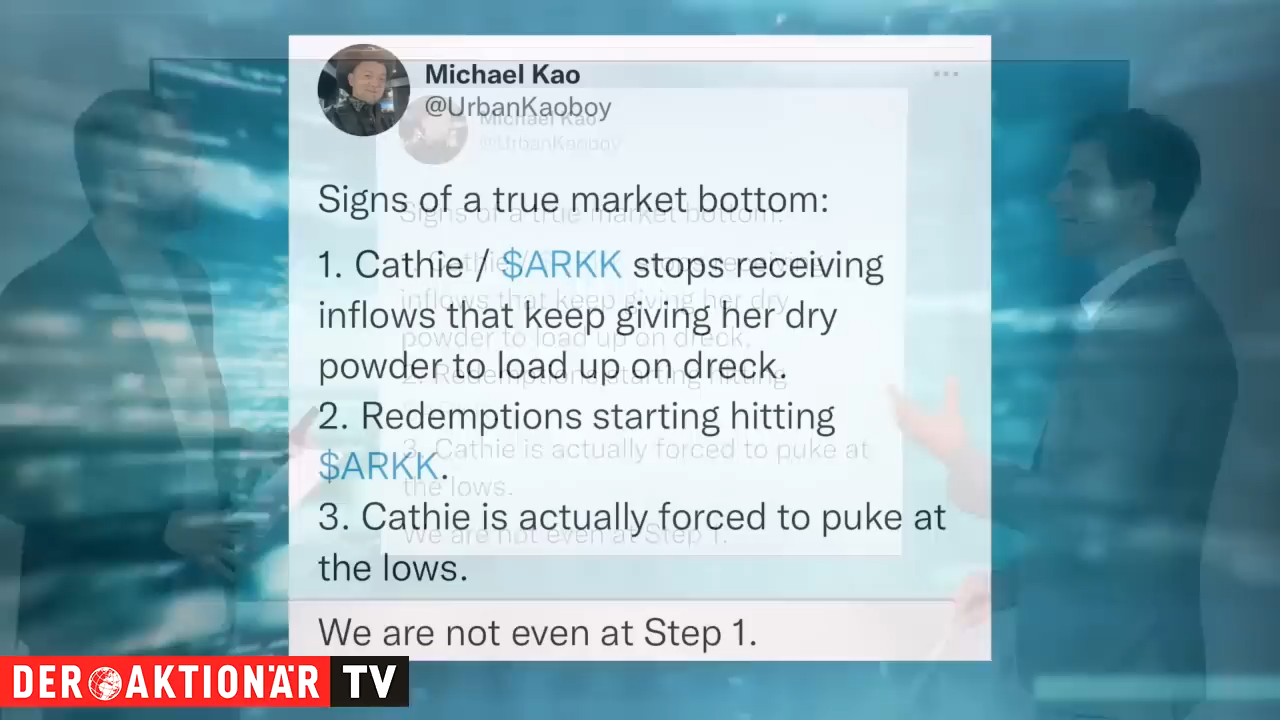 Michael Kao
@UrbanKaoboy
Signs of a true market bottom:
1. Cathie / $ARKK stops receiving
inflows that keep giving her dry
powder to load up on dreck.
2. Redemptions starting hitting
$ARKK.
3. Cathie is actually forced to puke at
the lows.
We are not even at Step 1.
DER AKTIONÄR TV